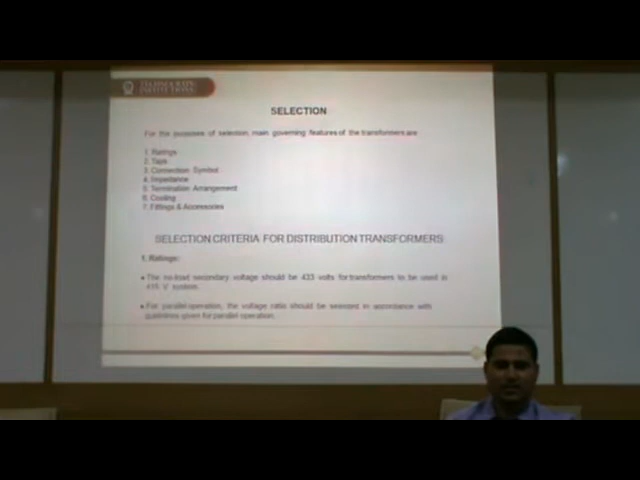 TECHNOCRATS
INSTITUTIONS
SELECTION
For the purposes of selection, main governing features of the transformers are
1. Ratings
2. Taps
3. Connection Symbol
4. Impedance
5. Termination Arrangement
6. Cooling
7. Fittings & Accessories
SELECTION CRITERIA FOR DISTRIBUTION TRANSFORMERS
1. Ratings:
• The no-load secondary voltage should be 433 volts for transformers to be used in
415 V system.
• For parallel operation, the voltage ratio should be selected in accordance with
guidelines given for parallel operation.